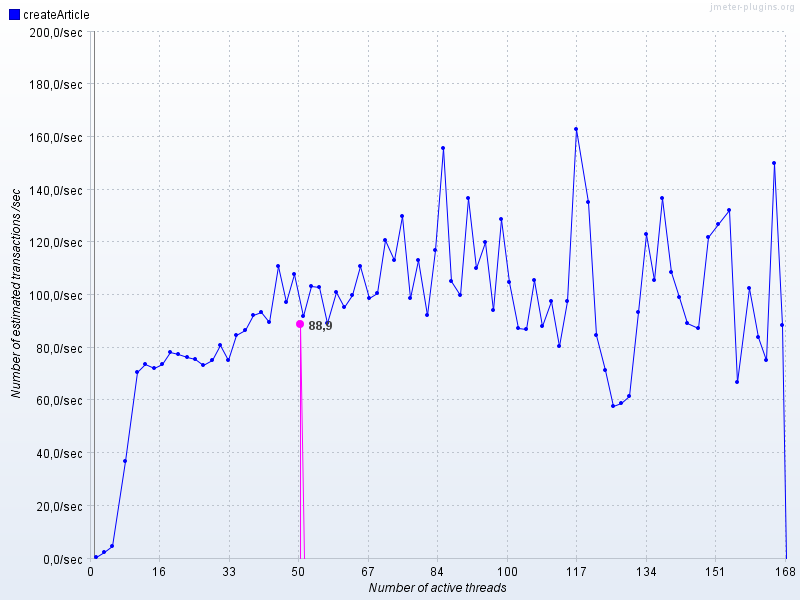 jmeter-plugins.org
createArticle
200,0/sec
180,0/sec
160,0/sec
140,0/sec
120,0/sec
100,0/sec
80,0/sec
60,0/sec
40,0/sec
20,0/sec
0,0/sec
Number of estimated transactions /sec
88,9
0 16 33 50 67 84 100 117 134 151 168
Number of active threads